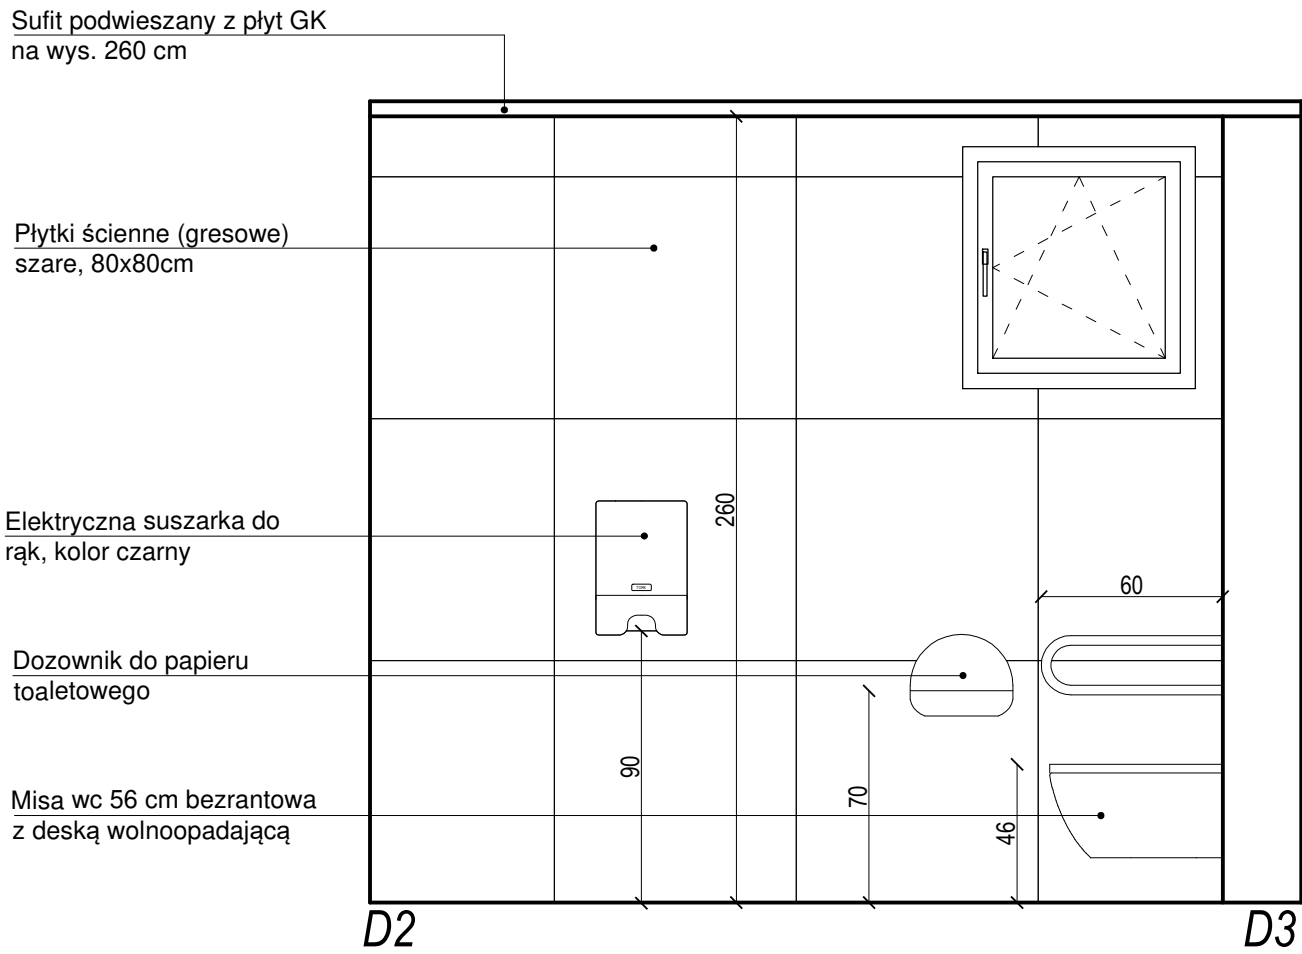 Sufit podwieszany z płyt GK
na wys. 260 cm
Płytki ścienne (gresowe)
szare, 80x80cm
Elektryczna suszarka do
rąk, kolor czarny
260
60
Dozownik do papieru
toaletowego
90
70
46
Misa wc 56 cm bezrantowa
z deską wolnoopadającą
D2
D3